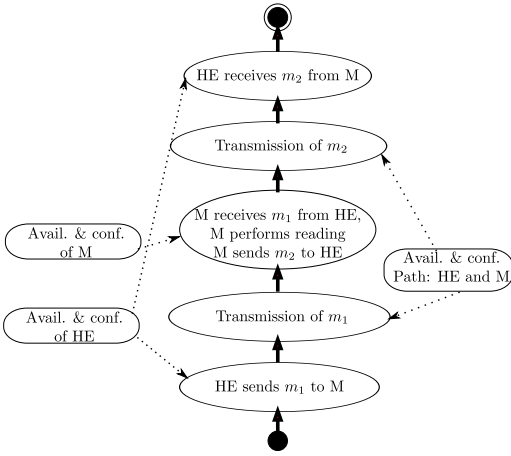 HE receives m₂ from M
Transmission of m₂
M receives m₁ from HE,
M performs reading
M sends m₂ to HE
Avail. & conf.
of M
Avail. & conf.
Path: HE and M
Avail. & conf.
of HE
Transmission of m₁
HE sends m₁ to M